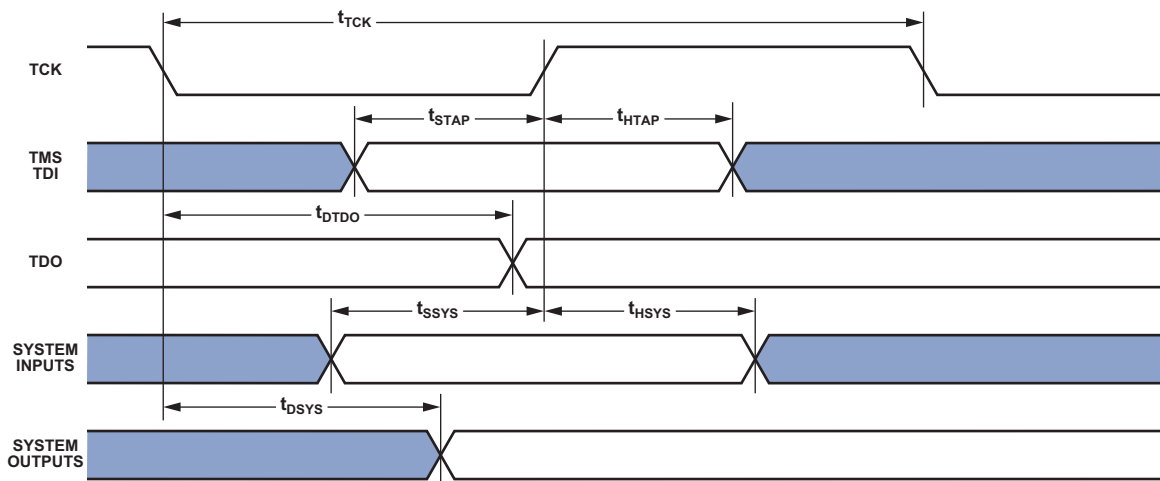 tTCK
TCK
tSTAP
tHTAP
TMS
TDI
tDTDO
TDO
tSSYS
tHSYS
SYSTEM
INPUTS
tDSYS
SYSTEM
OUTPUTS